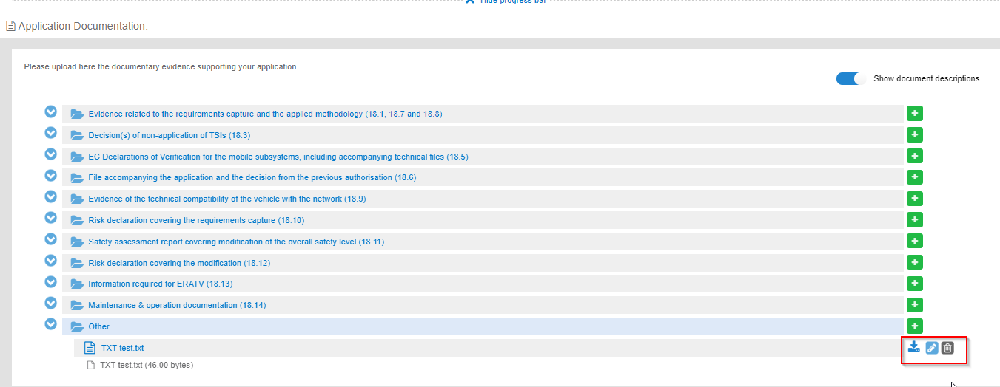 Hide progress bar
Application Documentation:
Please upload here the documentary evidence supporting your application
Show document descriptions
Evidence related to the requirements capture and the applied methodology (18.1, 18.7 and 18.8)
Decision(s) of non-application of TSIs (18.3)
EC Declarations of Verification for the mobile subsystems, including accompanying technical files (18.5)
File accompanying the application and the decision from the previous authorisation (18.6)
Evidence of the technical compatibility of the vehicle with the network (18.9)
Risk declaration covering the requirements capture (18.10)
Safety assessment report covering modification of the overall safety level (18.11)
Risk declaration covering the modification (18.12)
Information required for ERATV (18.13)
Maintenance & operation documentation (18.14)
Other
TXT test.txt
TXT test.txt (46.00 bytes) -